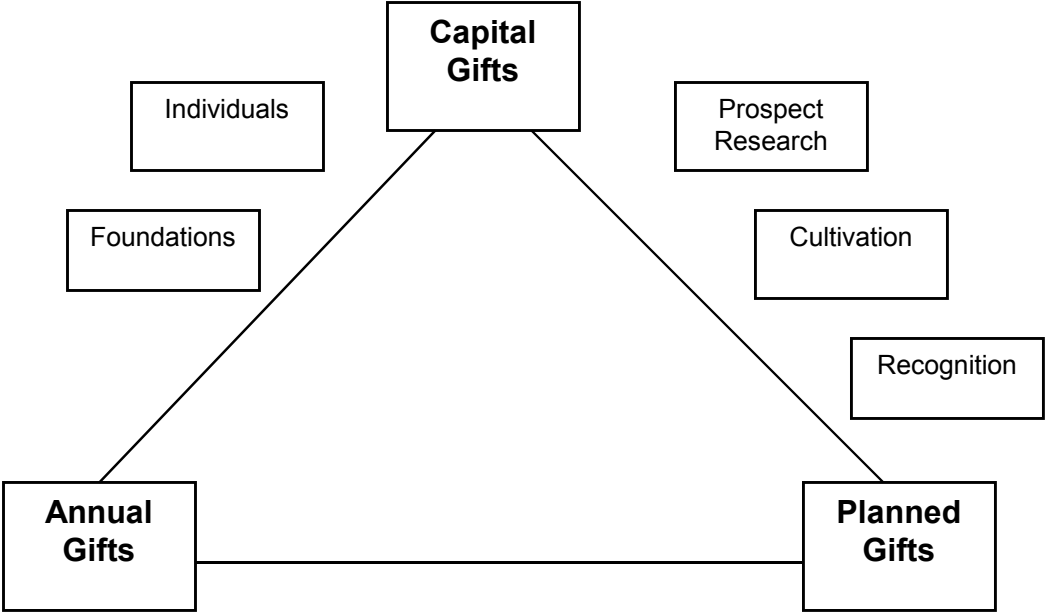 Capital
Gifts
Individuals
Prospect
Research
Foundations
Cultivation
Recognition
Annual
Gifts
Planned
Gifts